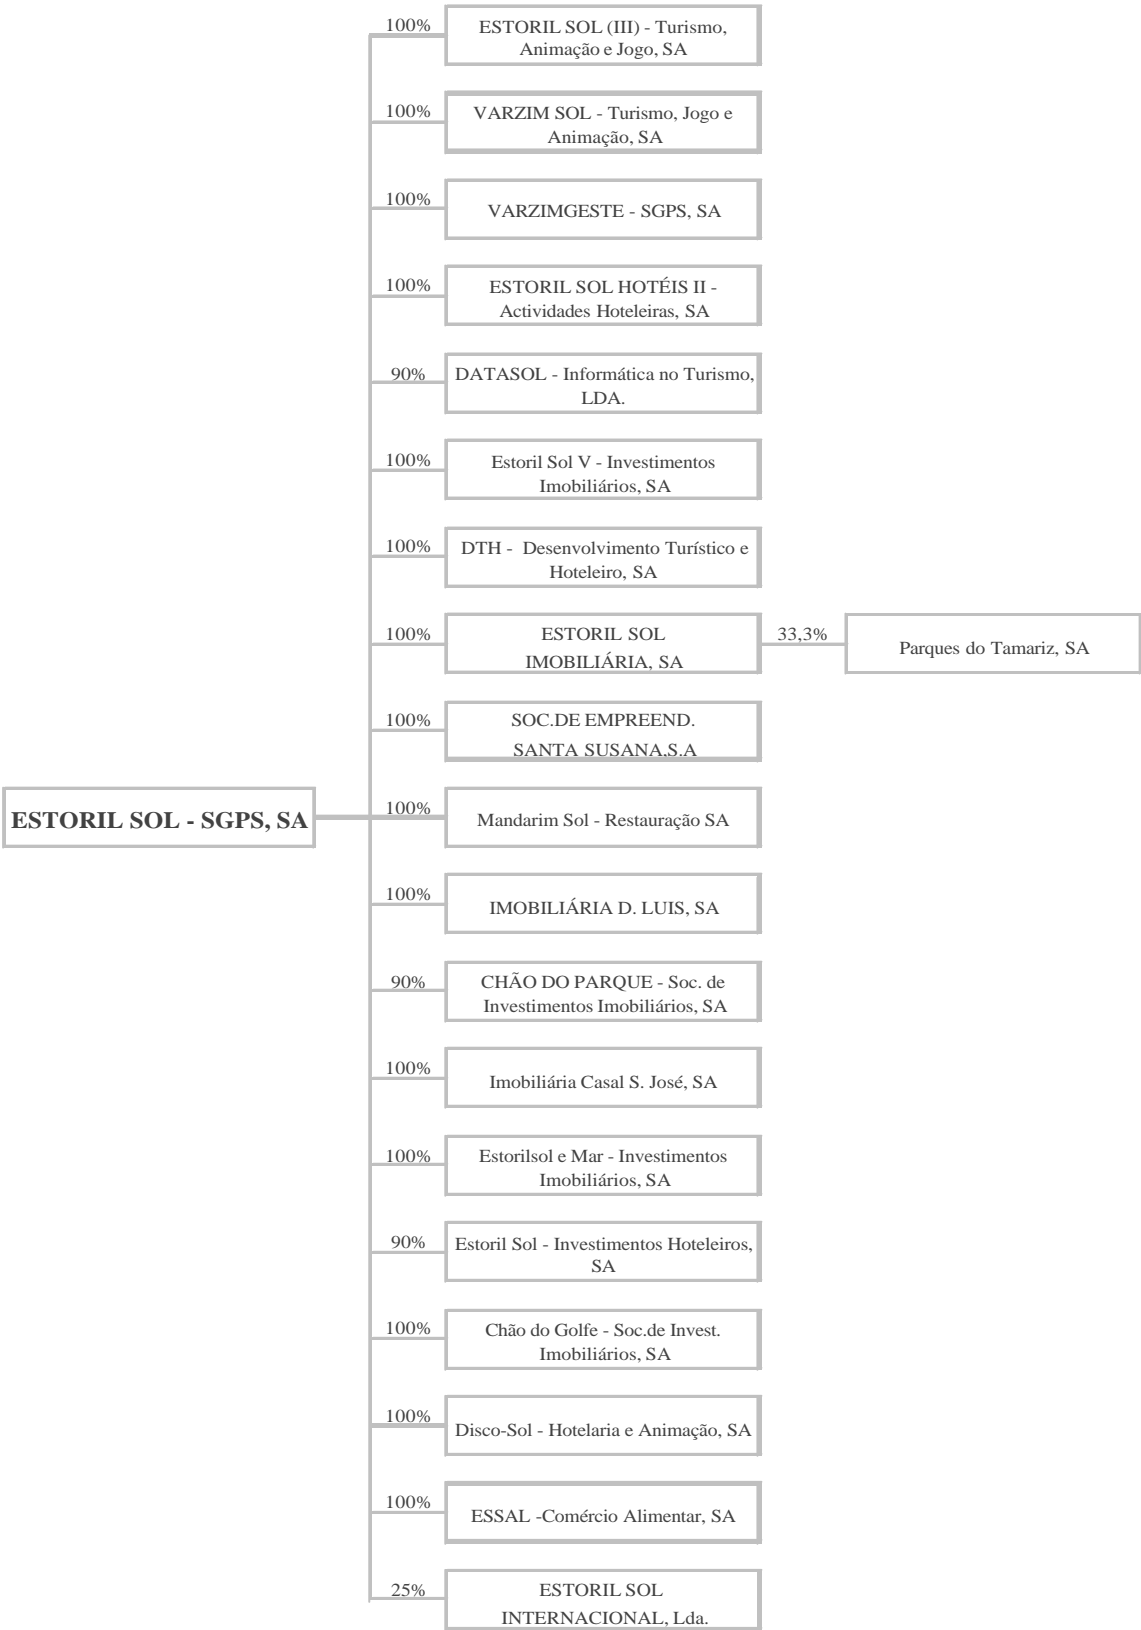 100%
ESTORIL SOL (III) - Turismo,
Animação e Jogo, SA
100%
VARZIM SOL - Turismo, Jogo e
Animação, SA
100%
VARZIMGESTE - SGPS, SA
100%
ESTORIL SOL HOTÉIS II -
Actividades Hoteleiras, SA
90%
DATASOL - Informática no Turismo,
LDA.
100%
Estoril Sol V - Investimentos
Imobiliários, SA
100%
DTH - Desenvolvimento Turístico e
Hoteleiro, SA
100%
ESTORIL SOL
IMOBILIÁRIA, SA
33,3%
Parques do Tamariz, SA
100%
SOC.DE EMPREEND.
SANTA SUSANA,S.A
ESTORIL SOL - SGPS, SA
100%
Mandarim Sol - Restauração SA
100%
IMOBILIÁRIA D. LUIS, SA
90%
CHÃO DO PARQUE - Soc. de
Investimentos Imobiliários, SA
100%
Imobiliária Casal S. José, SA
100%
Estorilsol e Mar - Investimentos
Imobiliários, SA
90%
Estoril Sol - Investimentos Hoteleiros,
SA
100%
Chão do Golfe - Soc.de Invest.
Imobiliários, SA
100%
Disco-Sol - Hotelaria e Animação, SA
100%
ESSAL -Comércio Alimentar, SA
25%
ESTORIL SOL
INTERNACIONAL, Lda.